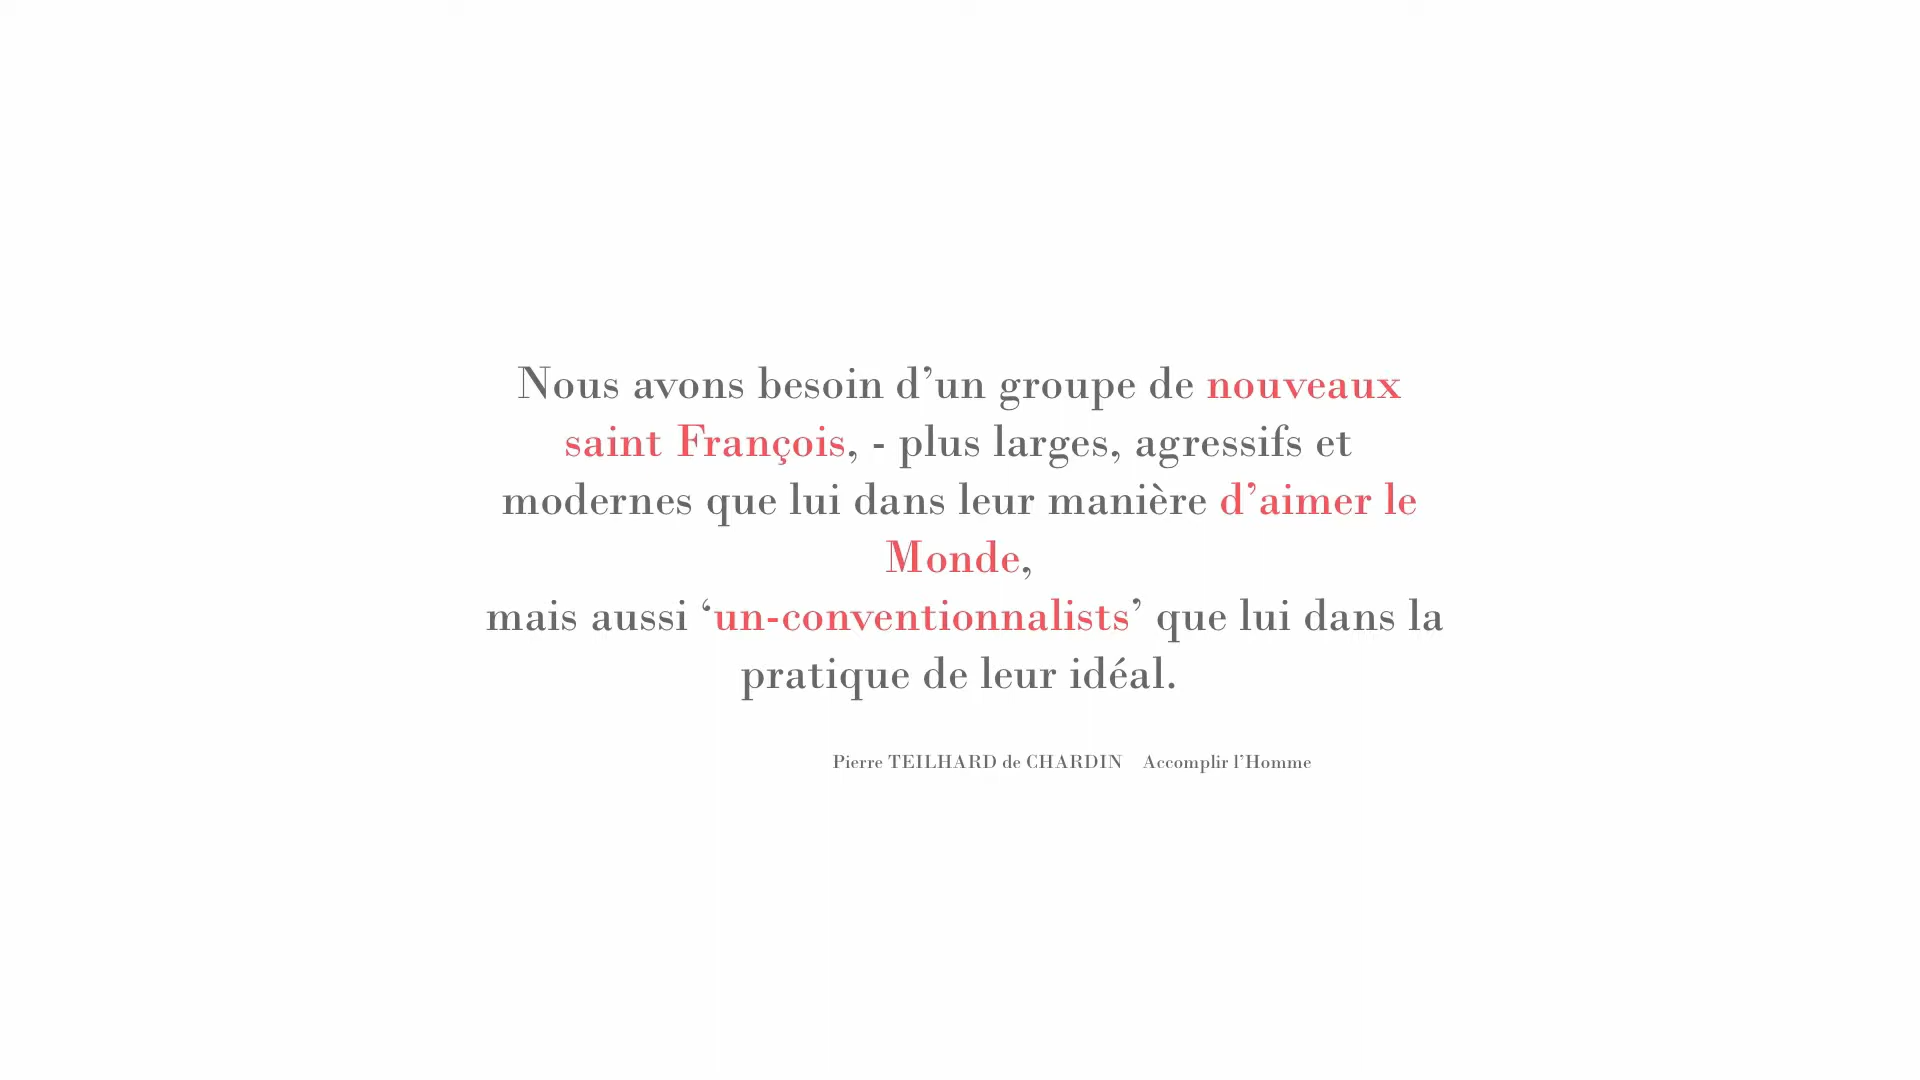 Nous avons besoin d’un groupe de nouveaux
saint François, - plus larges, agressifs et
modernes que lui dans leur manière d’aimer le
Monde,
mais aussi ‘un-conventionnalists’ que lui dans la
pratique de leur idéal.
Pierre TEILHARD de CHARDIN Accomplir l’Homme